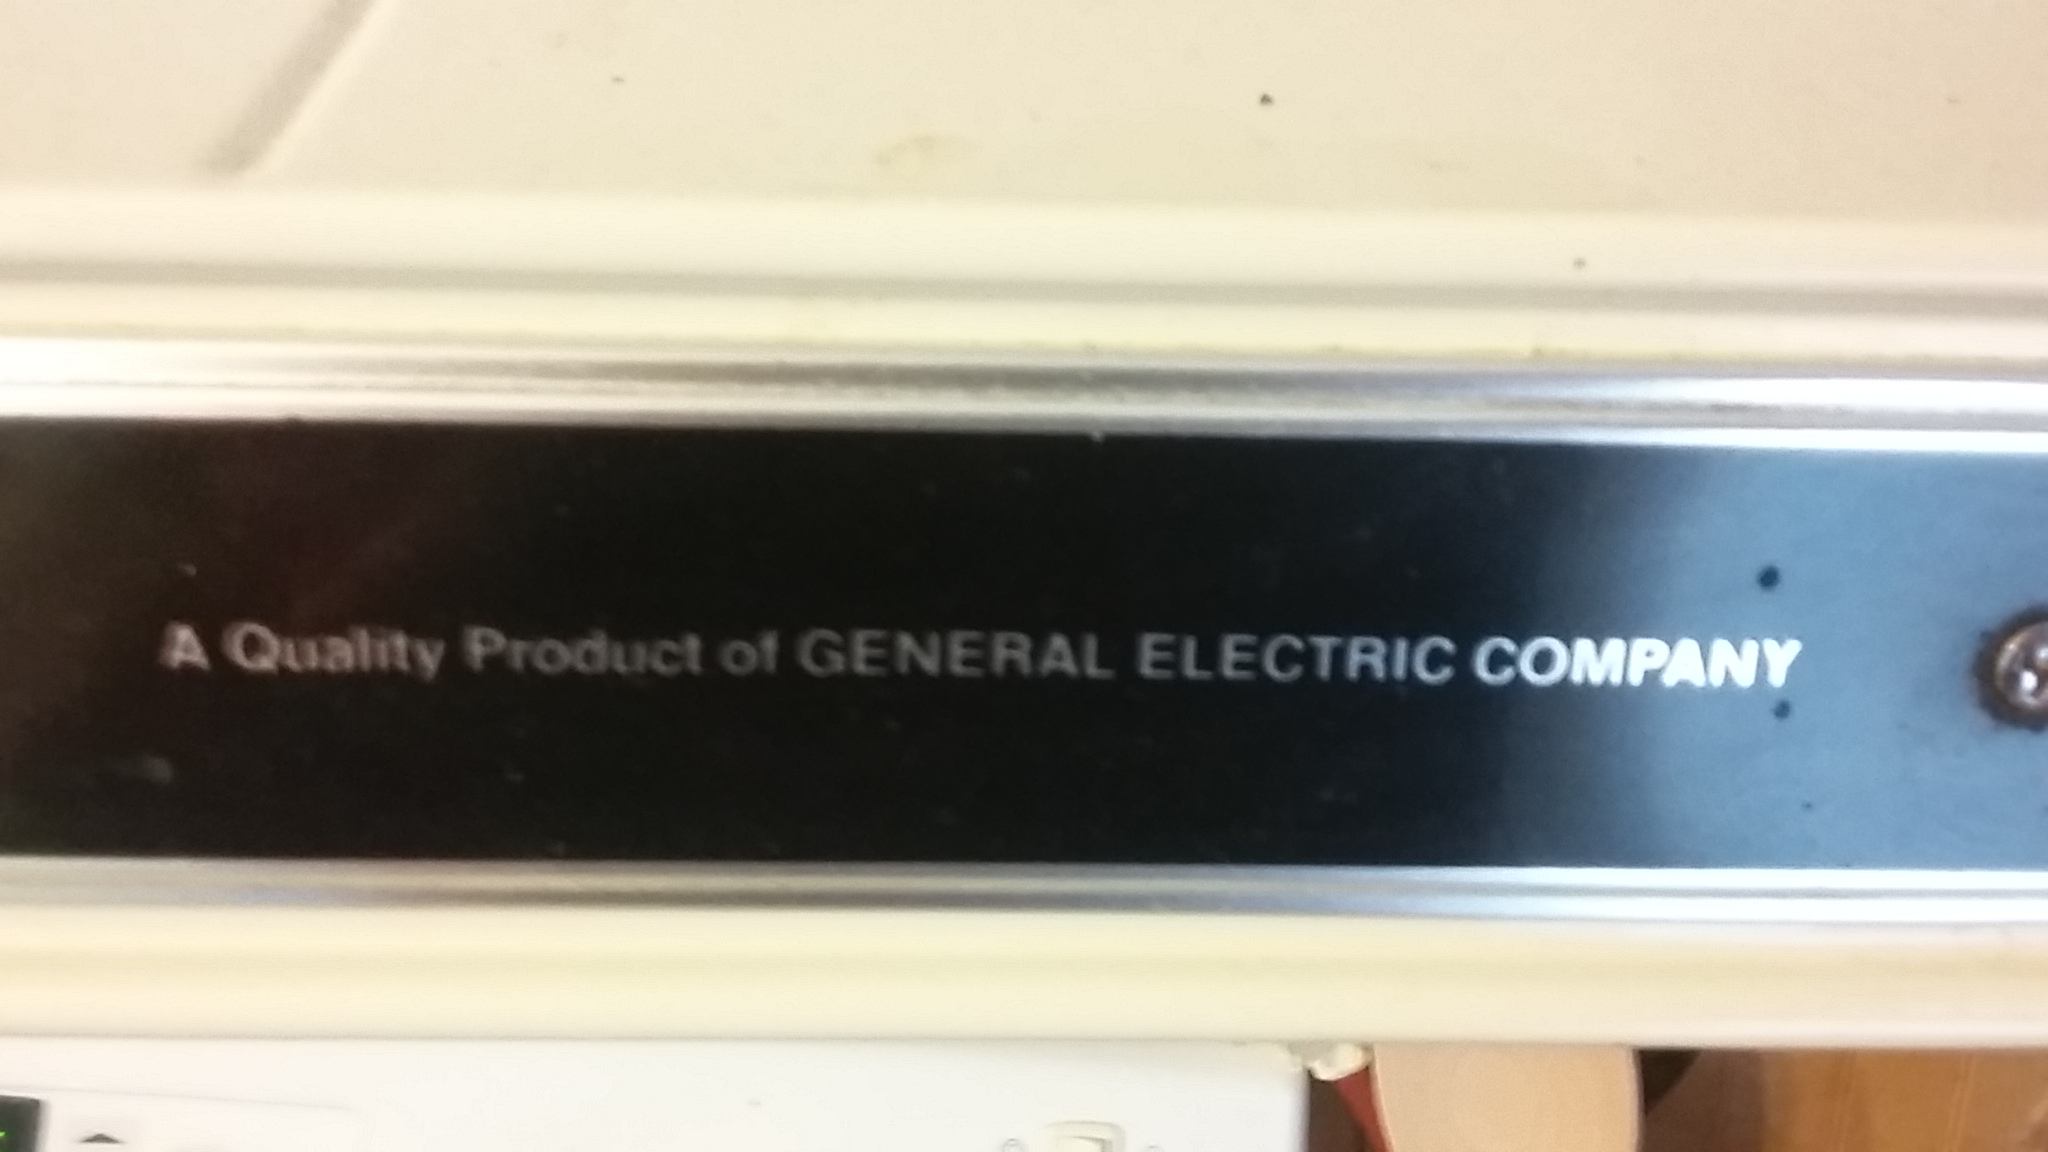 A Quality Product of GENERAL ELECTRIC COMPANY